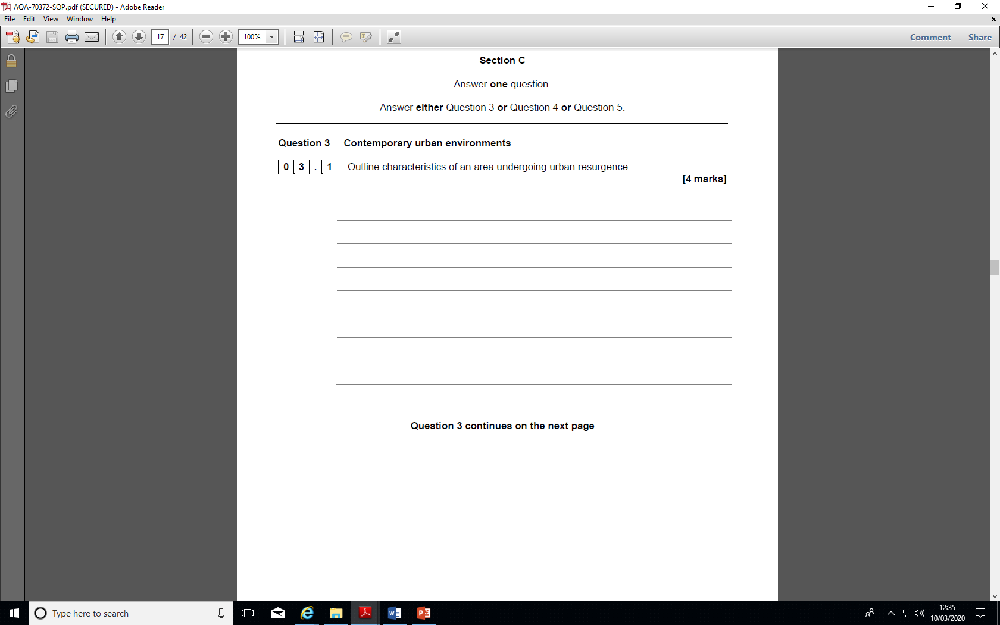 AQA-70372-SQP.pdf (SECURED) - Adobe Reader
File Edit View Window Help
17 / 42 100% Comment Share
Section C
Answer one question.
Answer either Question 3 or Question 4 or Question 5.
Question 3 Contemporary urban environments
0 3 . 1 Outline characteristics of an area undergoing urban resurgence.
[4 marks]
Question 3 continues on the next page
Type here to search
12:35
10/03/2020